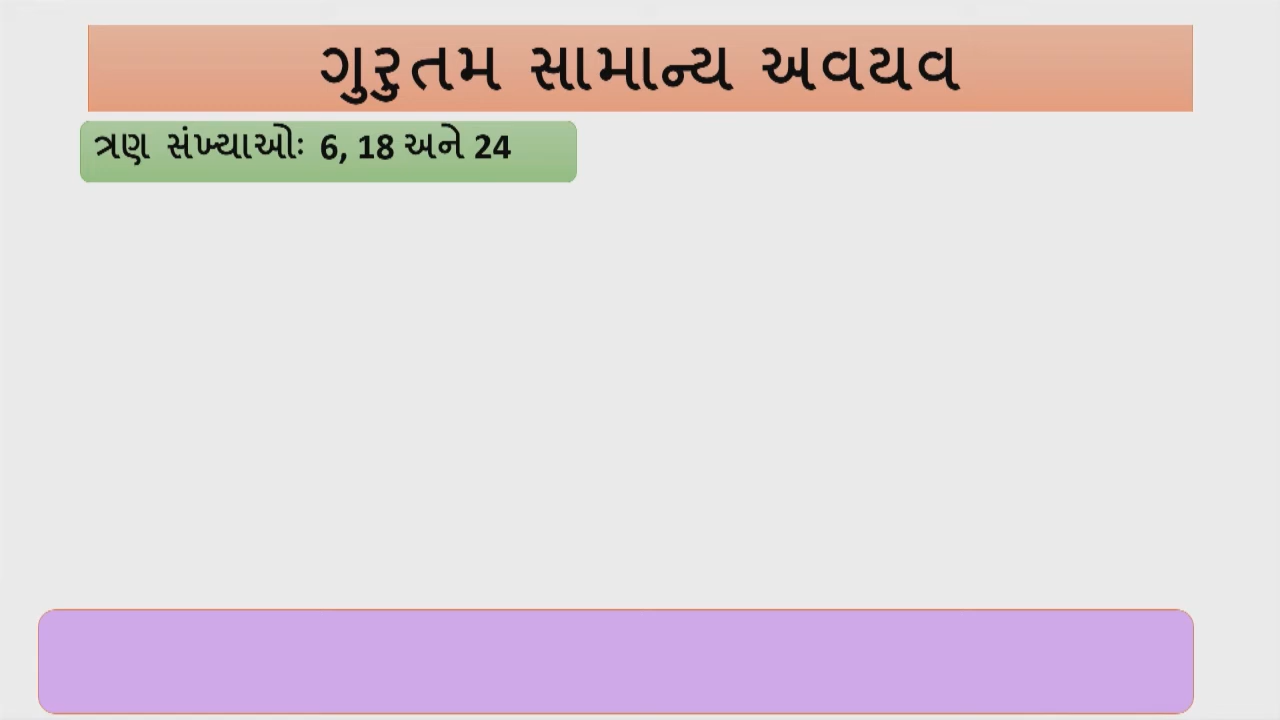 ગુરુતમ સામાન્ય અવયવ
ત્રણ સંખ્યાઓઃ 6, 18 અને 24